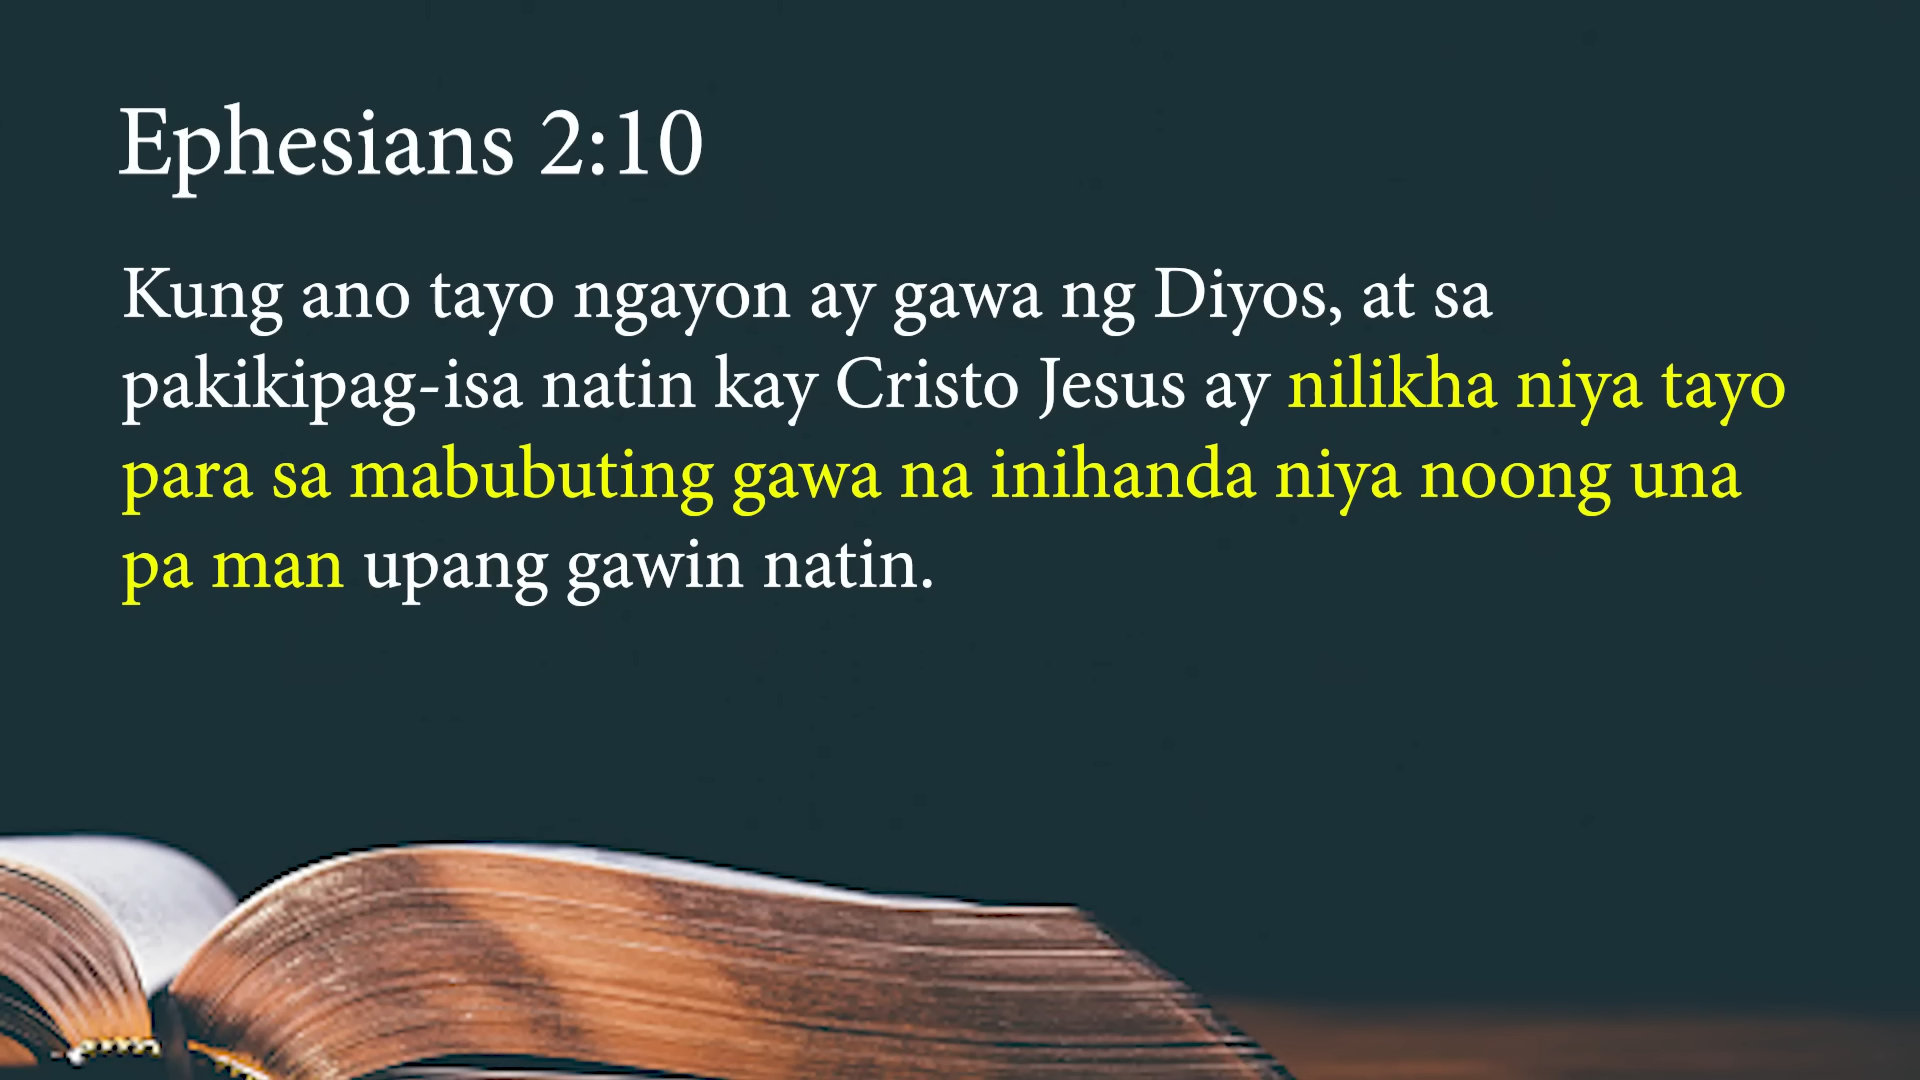 Ephesians 2:10
Kung ano tayo ngayon ay gawa ng Diyos, at sa
pakikipag-isa natin kay Cristo Jesus ay nilikha niya tayo
para sa mabubuting gawa na inihanda niya noong una
pa man upang gawin natin.